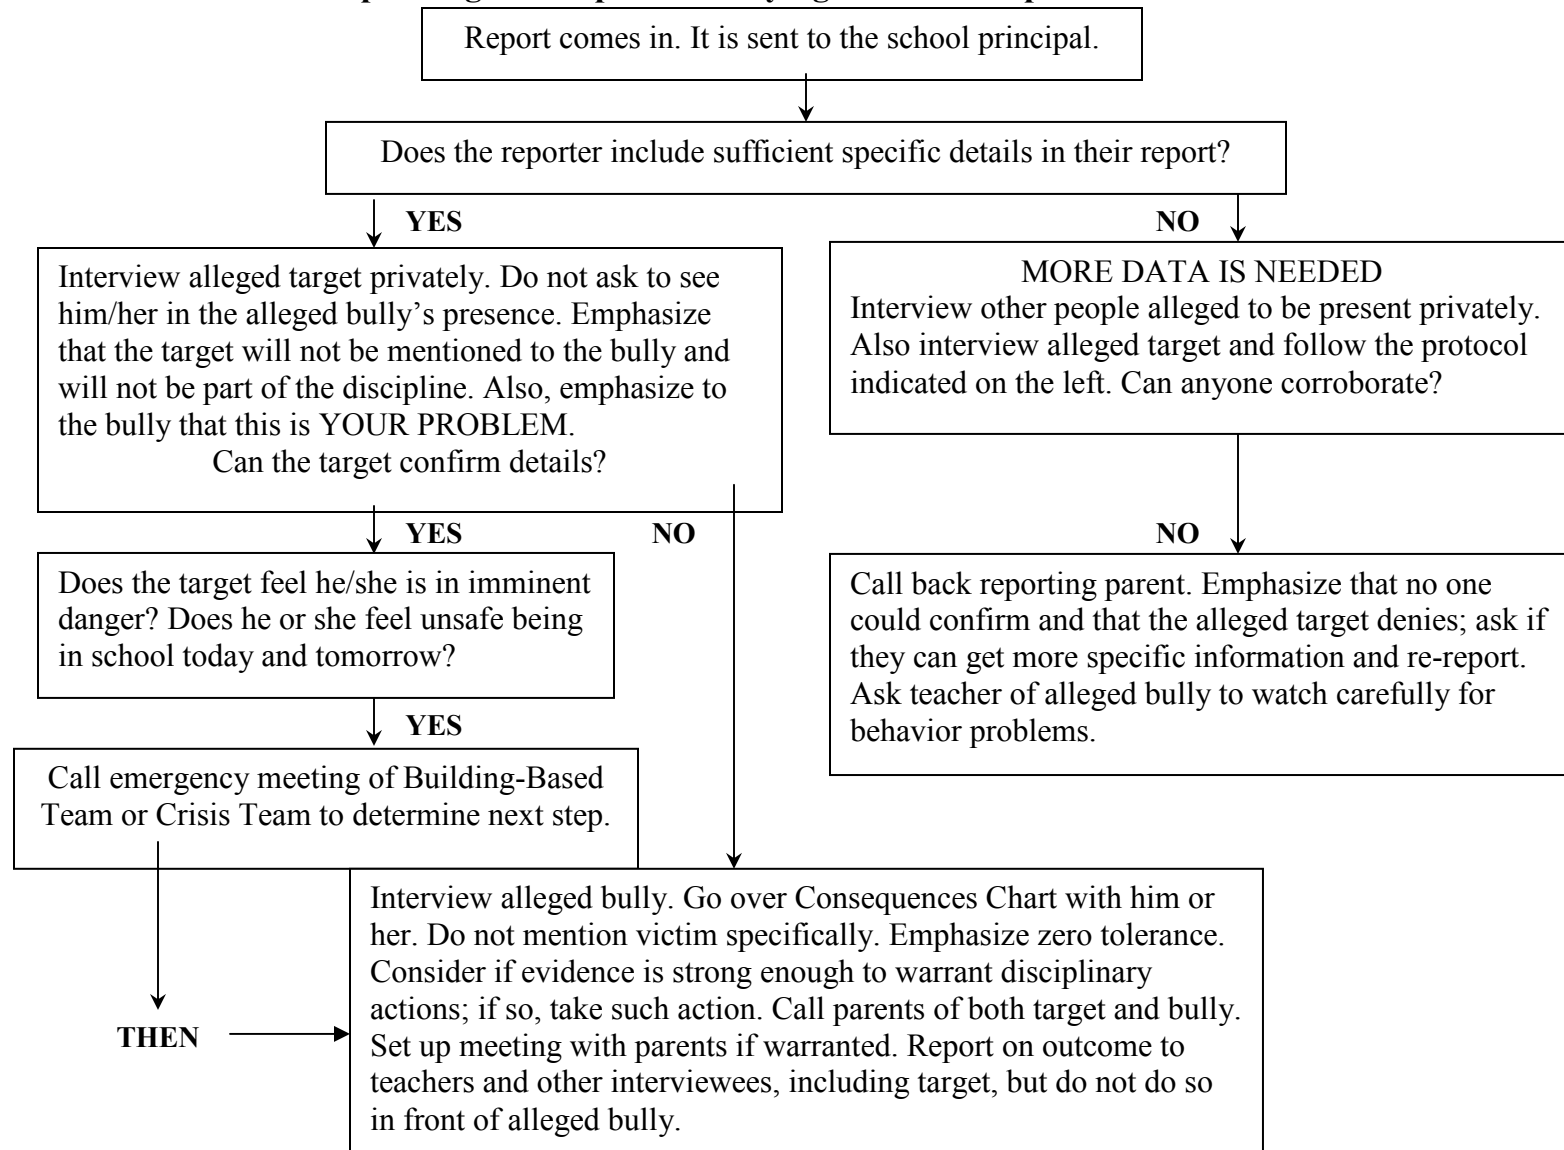 Report comes in. It is sent to the school principal.
Does the reporter include sufficient specific details in their report?
YES
NO
Interview alleged target privately. Do not ask to see
him/her in the alleged bully’s presence. Emphasize
that the target will not be mentioned to the bully and
will not be part of the discipline. Also, emphasize to
the bully that this is YOUR PROBLEM.
Can the target confirm details?
MORE DATA IS NEEDED
Interview other people alleged to be present privately.
Also interview alleged target and follow the protocol
indicated on the left. Can anyone corroborate?
YES
NO
NO
Does the target feel he/she is in imminent
danger? Does he or she feel unsafe being
in school today and tomorrow?
Call back reporting parent. Emphasize that no one
could confirm and that the alleged target denies; ask if
they can get more specific information and re-report.
Ask teacher of alleged bully to watch carefully for
behavior problems.
YES
Call emergency meeting of Building-Based
Team or Crisis Team to determine next step.
THEN
Interview alleged bully. Go over Consequences Chart with him or
her. Do not mention victim specifically. Emphasize zero tolerance.
Consider if evidence is strong enough to warrant disciplinary
actions; if so, take such action. Call parents of both target and bully.
Set up meeting with parents if warranted. Report on outcome to
teachers and other interviewees, including target, but do not do so
in front of alleged bully.